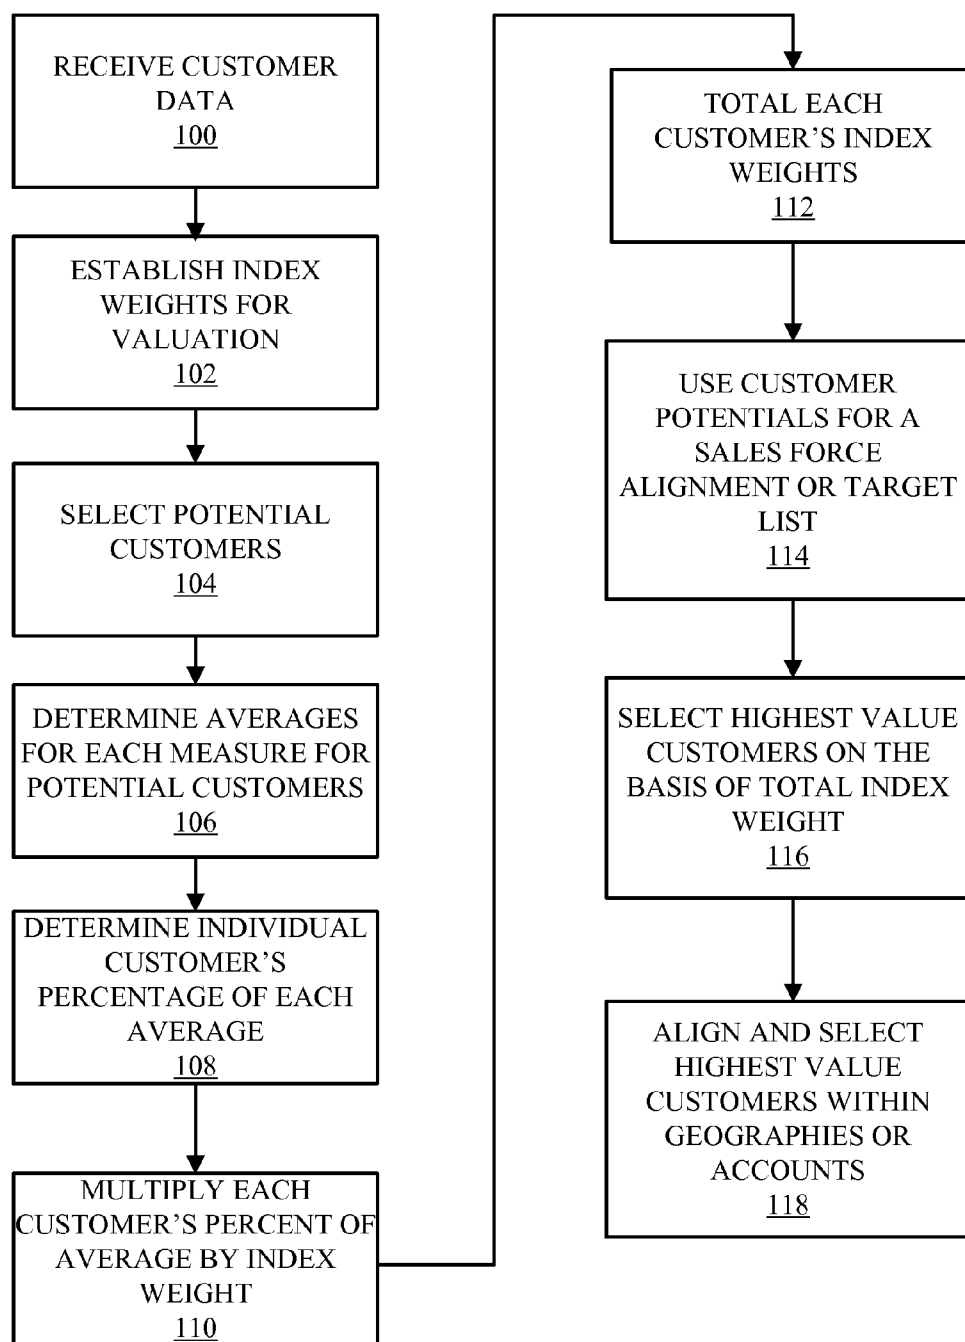 RECEIVE CUSTOMER
DATA
100
ESTABLISH INDEX
WEIGHTS FOR
VALUATION
102
SELECT POTENTIAL
CUSTOMERS
104
DETERMINE AVERAGES
FOR EACH MEASURE FOR
POTENTIAL CUSTOMERS
106
DETERMINE INDIVIDUAL
CUSTOMER’S
PERCENTAGE OF EACH
AVERAGE
108
MULTIPLY EACH
CUSTOMER’S PERCENT OF
AVERAGE BY INDEX
WEIGHT
110
TOTAL EACH
CUSTOMER’S INDEX
WEIGHTS
112
USE CUSTOMER
POTENTIALS FOR A
SALES FORCE
ALIGNMENT OR TARGET
LIST
114
SELECT HIGHEST VALUE
CUSTOMERS ON THE
BASIS OF TOTAL INDEX
WEIGHT
116
ALIGN AND SELECT
HIGHEST VALUE
CUSTOMERS WITHIN
GEOGRAPHIES OR
ACCOUNTS
118